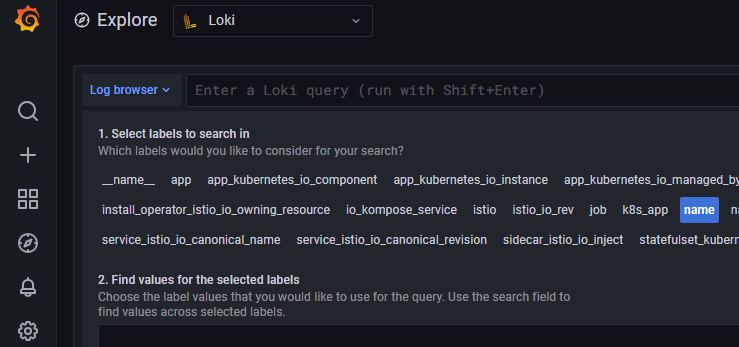 Explore Loki
Log browser Enter a Loki query (run with Shift+Enter)
1. Select labels to search in
Which labels would you like to consider for your search?
__name__ app app_kubernetes_io_component app_kubernetes_io_instance app_kubernetes_io_managed_by
install_operator_istio_io_owning_resource io_kompose_service istio istio_io_rev job k8s_app name
service_istio_io_canonical_name service_istio_io_canonical_revision sidecar_istio_io_inject
2. Find values for the selected labels
Choose the label values that you would like to use for the query. Use the search field to
find values across selected labels.